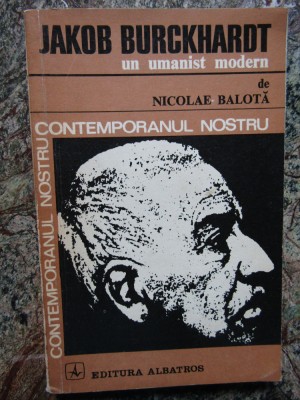 JAKOB BURCKHARDT
un umanist modern
de
NICOLAE BALOTĂ
CONTEMPORANUL NOSTRU
CONTEMPORANUL NOSTRU
EDITURA ALBATROS